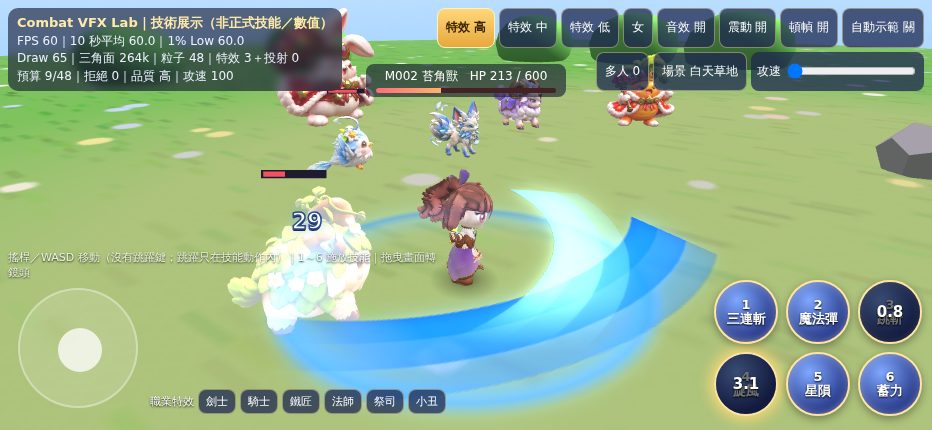 Combat VFX Lab｜技術展示（非正式技能／數值）
FPS 60｜10 秒平均 60.0｜1% Low 60.0
Draw 65｜三角面 264k｜粒子 48｜特效 3＋投射 0
預算 9/48｜拒絕 0｜品質 高｜攻速 100
特效 高
特效 中
特效 低
女
音效 開
震動 開
頓幀 開
自動示範 關
多人 0
場景 白天草地
攻速
M002 苔角獸 HP 213 / 600
29
搖桿／WASD 移動（沒有跳躍鍵；跳躍只在技能動作內）｜1～6 施放技能｜拖曳畫面轉
鏡頭
1
三連斬
2
魔法彈
3
跳斬
0.8
4
旋風
3.1
5
星隕
6
蓄力
職業特效
劍士
騎士
鐵匠
法師
祭司
小丑